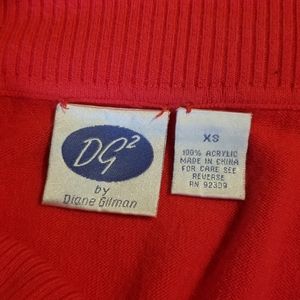 DG²
by
Diane Gilman
XS
100% ACRYLIC
MADE IN CHINA
FOR CARE SEE
REVERSE
RN 92309